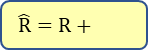 R̂ = R +